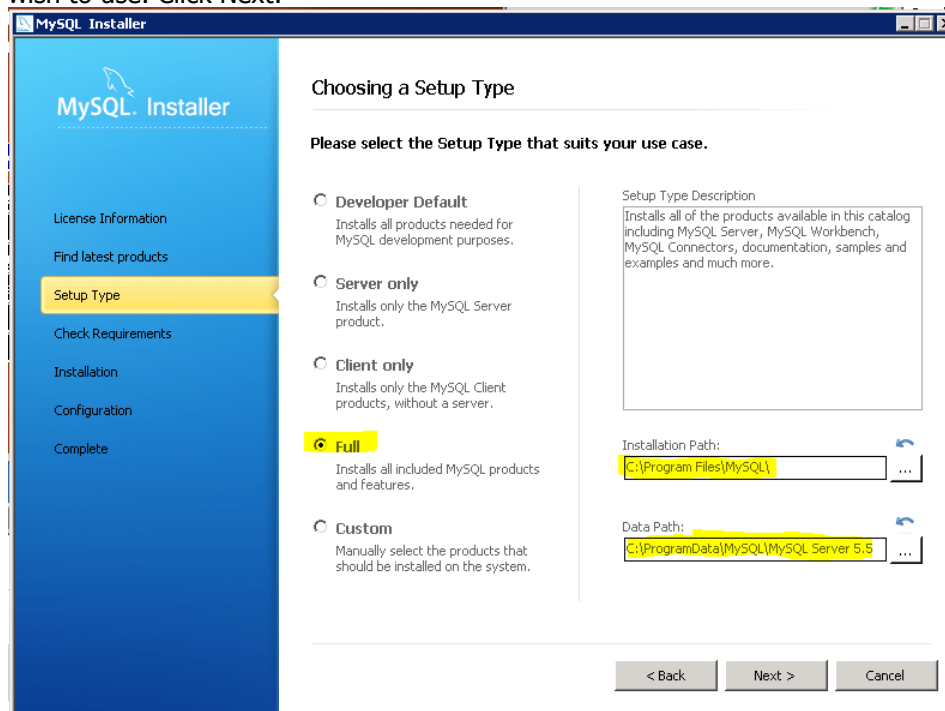 wish to use. Click Next.
MySQL Installer
MySQL. Installer
License Information
Find latest products
Setup Type
Check Requirements
Installation
Configuration
Complete
Choosing a Setup Type
Please select the Setup Type that suits your use case.
Developer Default
Installs all products needed for
MySQL development purposes.
Server only
Installs only the MySQL Server
product.
Client only
Installs only the MySQL Client
products, without a server.
Full
Installs all included MySQL products
and features.
Custom
Manually select the products that
should be installed on the system.
Setup Type Description
Installs all of the products available in this catalog
including MySQL Server, MySQL Workbench,
MySQL Connectors, documentation, samples and
examples and much more.
Installation Path:
C:\Program Files\MySQL\
...
Data Path:
C:\ProgramData\MySQL\MySQL Server 5.5
...
< Back
Next >
Cancel